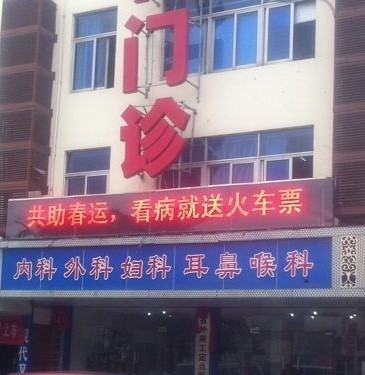 门诊
共助春运，看病就送火车票
内科 外科 妇科 耳鼻喉科